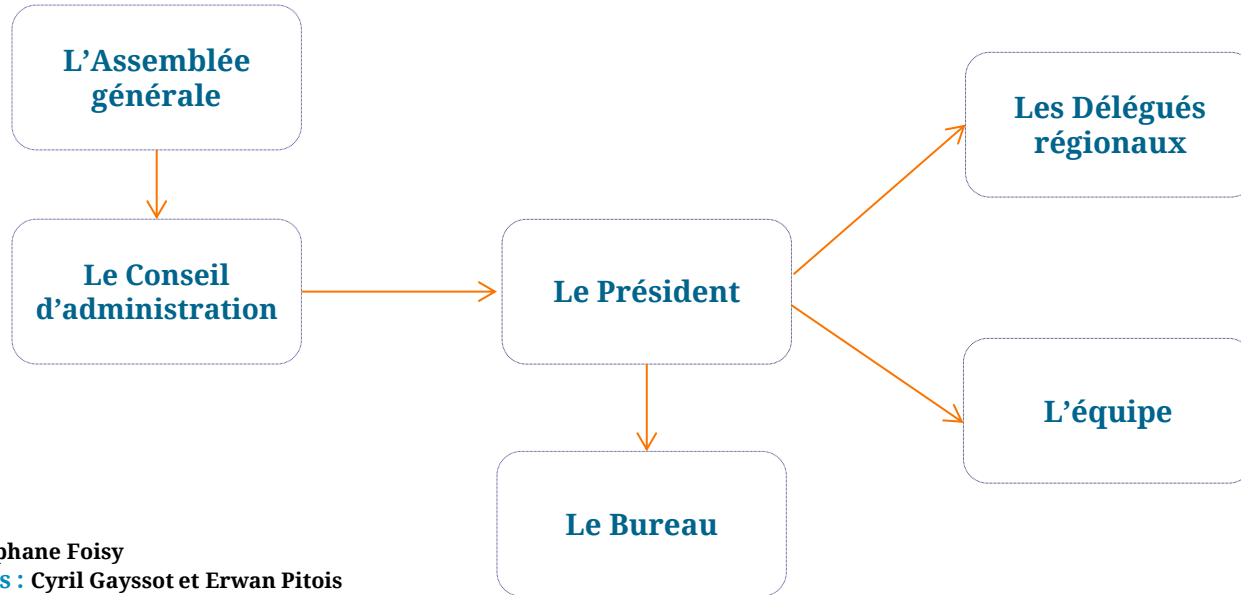 L’Assemblée
générale
Les Délégués
régionaux
Le Conseil
d’administration
Le Président
L’équipe
Le Bureau
phane Foisy
s : Cyril Gayssot et Erwan Pitois